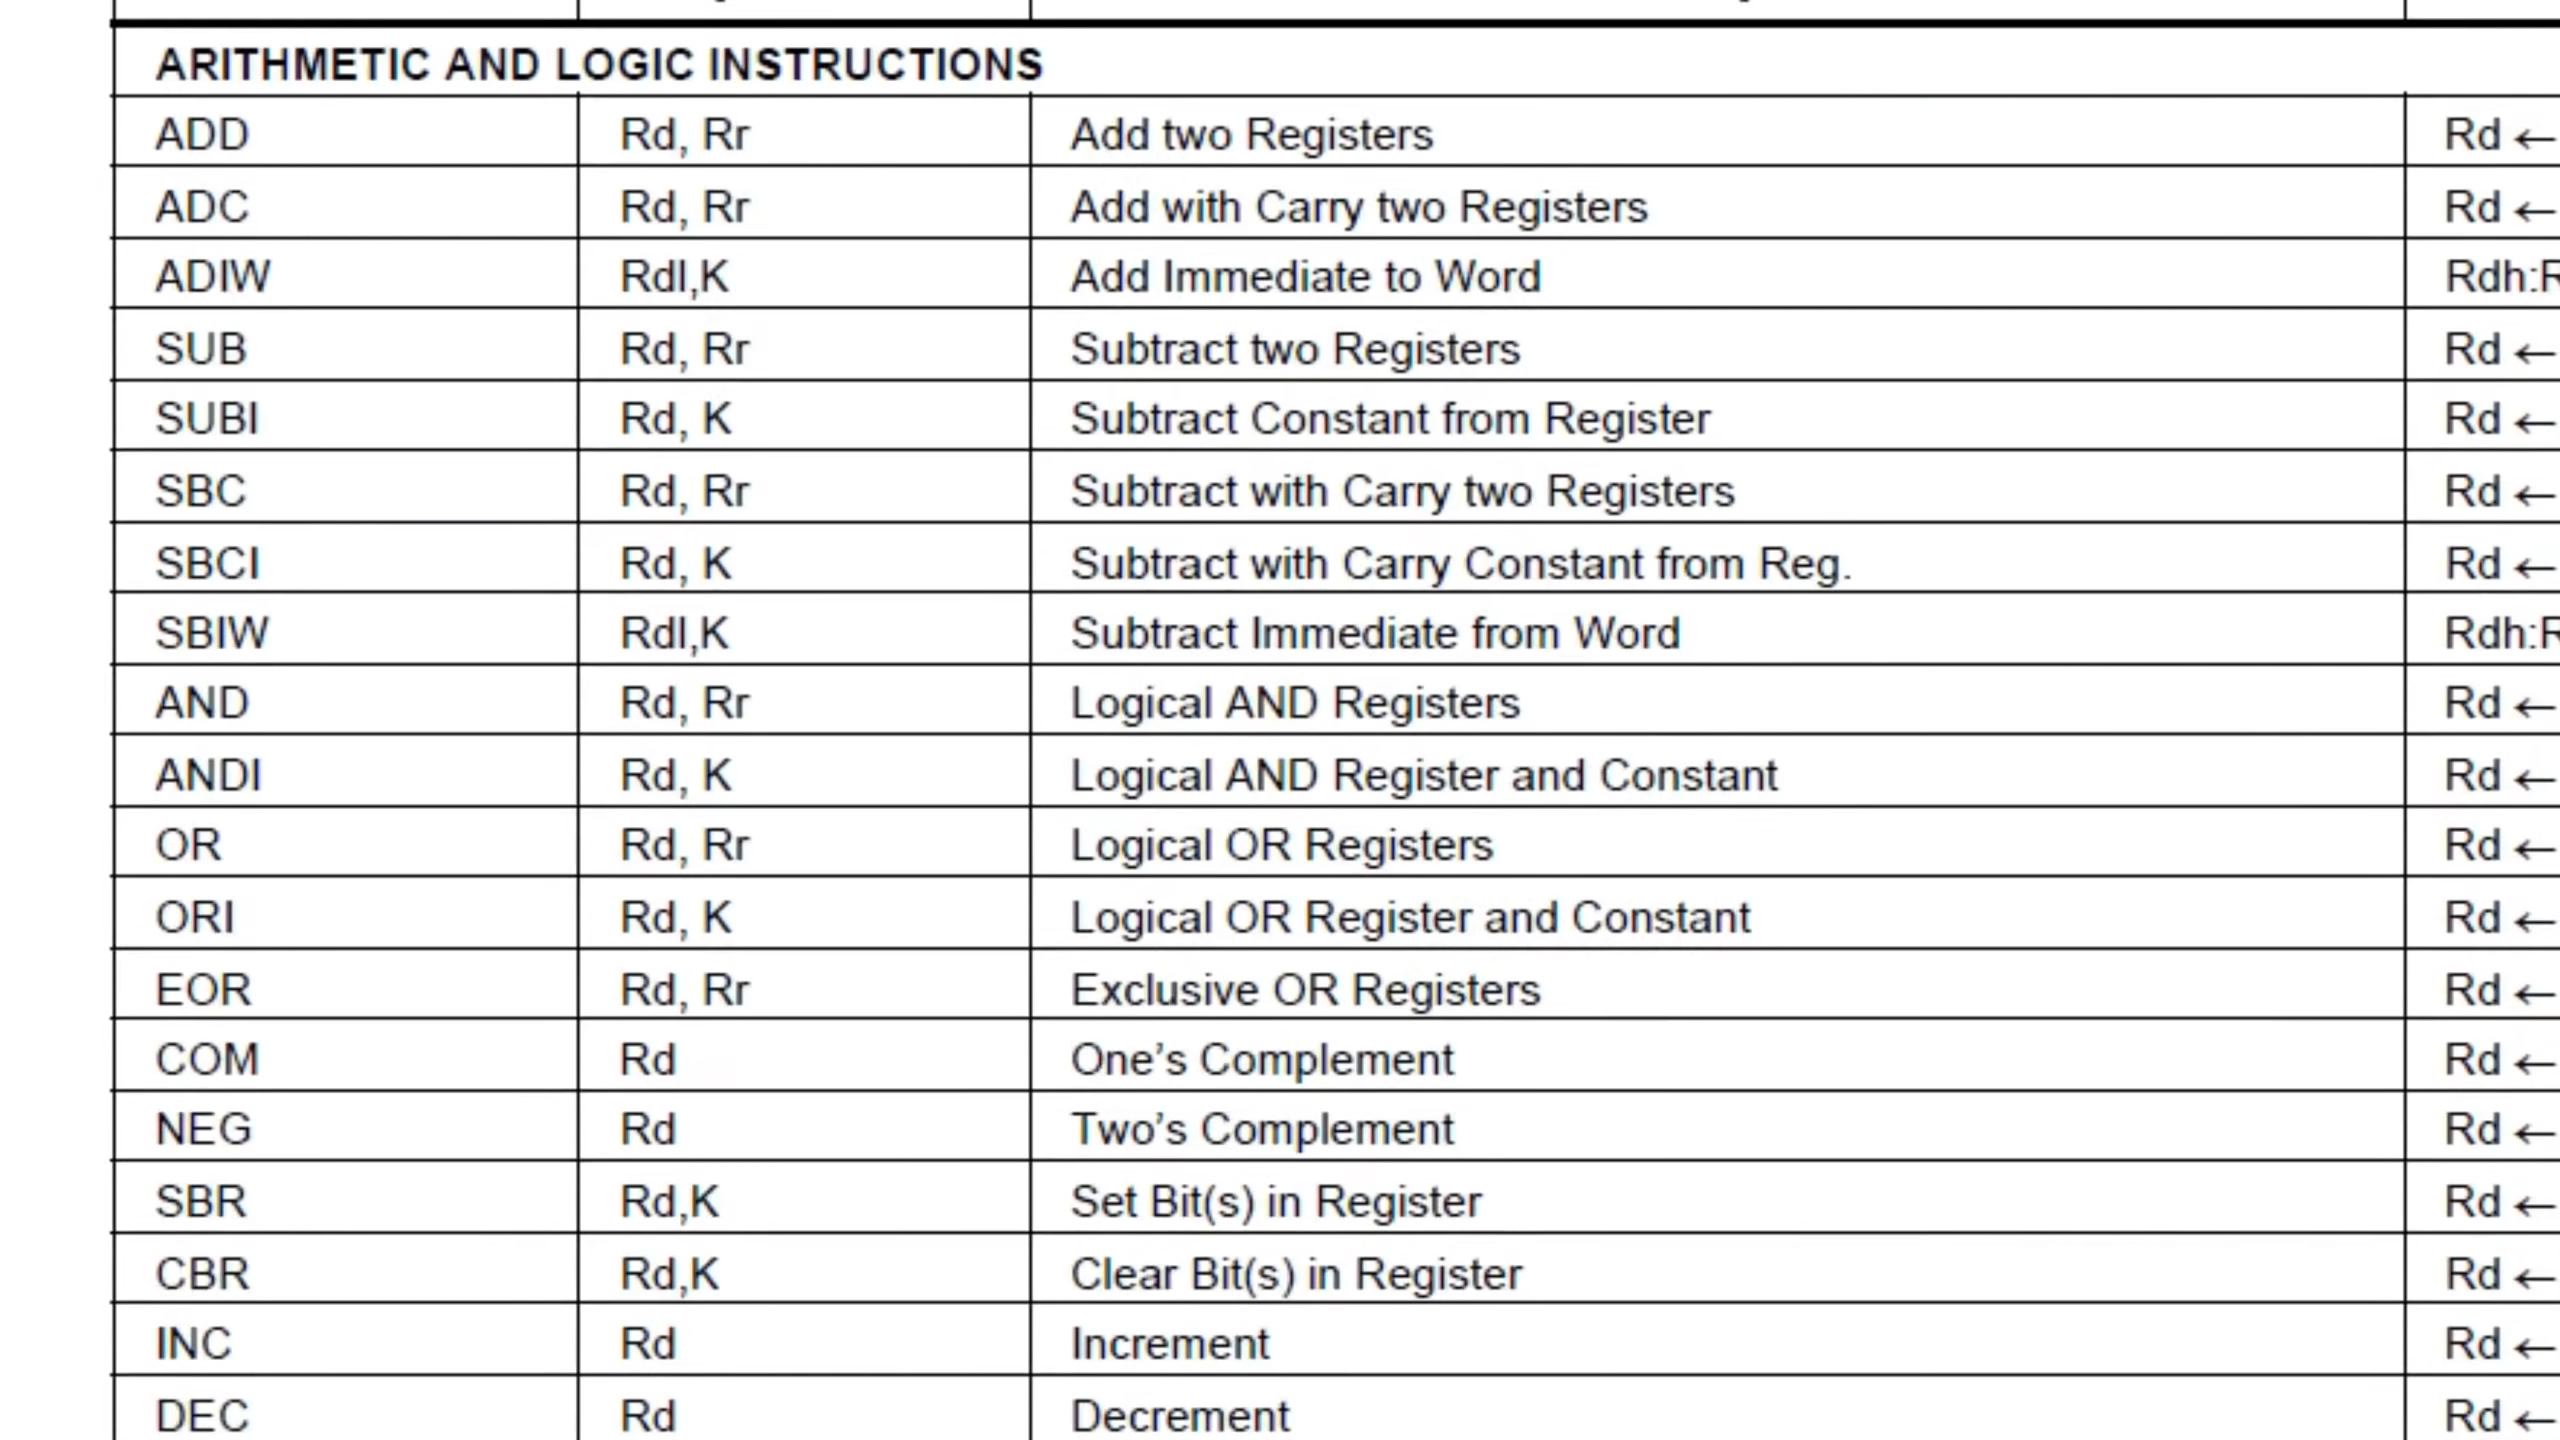 ARITHMETIC AND LOGIC INSTRUCTIONS
ADD Rd, Rr Add two Registers Rd ←
ADC Rd, Rr Add with Carry two Registers Rd ←
ADIW Rdl,K Add Immediate to Word Rdh:R
SUB Rd, Rr Subtract two Registers Rd ←
SUBI Rd, K Subtract Constant from Register Rd ←
SBC Rd, Rr Subtract with Carry two Registers Rd ←
SBCI Rd, K Subtract with Carry Constant from Reg. Rd ←
SBIW Rdl,K Subtract Immediate from Word Rdh:R
AND Rd, Rr Logical AND Registers Rd ←
ANDI Rd, K Logical AND Register and Constant Rd ←
OR Rd, Rr Logical OR Registers Rd ←
ORI Rd, K Logical OR Register and Constant Rd ←
EOR Rd, Rr Exclusive OR Registers Rd ←
COM Rd One’s Complement Rd ←
NEG Rd Two’s Complement Rd ←
SBR Rd,K Set Bit(s) in Register Rd ←
CBR Rd,K Clear Bit(s) in Register Rd ←
INC Rd Increment Rd ←
DEC Rd Decrement Rd ←